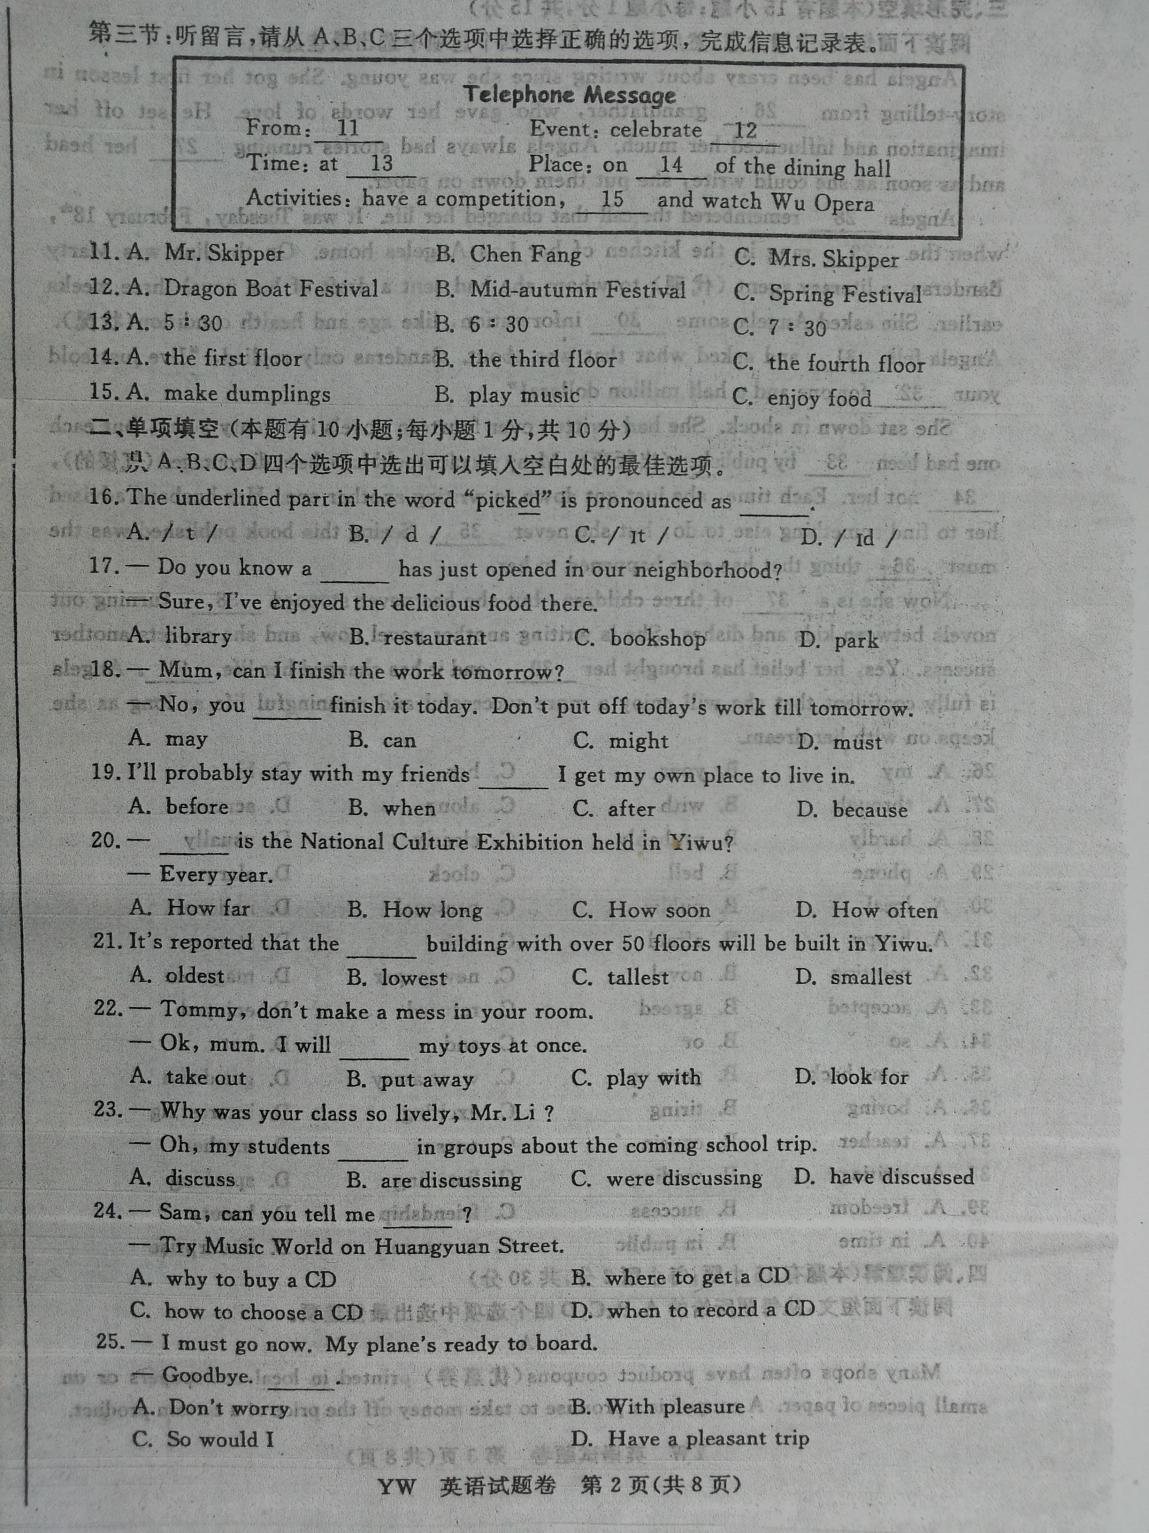 第三节:听留言,请从 A、B、C 三个选项中选择正确的选项，完成信息记录表。
Telephone Message
From: 11 Event: celebrate 12
Time: at 13 Place: on 14 of the dining hall
Activities: have a competition, 15 and watch Wu Opera
11. A. Mr. Skipper B. Chen Fang C. Mrs. Skipper
12. A. Dragon Boat Festival B. Mid-autumn Festival C. Spring Festival
13. A. 5:30 B. 6:30 C. 7:30
14. A. the first floor B. the third floor C. the fourth floor
15. A. make dumplings B. play music C. enjoy food
二、单项填空(本题有 10 小题;每小题 1 分,共 10 分)
A、B、C、D 四个选项中选出可以填入空白处的最佳选项。
16. The underlined part in the word "picked" is pronounced as ______.
A. / t / B. / d / C. / ɪt / D. / ɪd /
17. — Do you know a ______ has just opened in our neighborhood?
— Sure, I've enjoyed the delicious food there.
A. library B. restaurant C. bookshop D. park
18. — Mum, can I finish the work tomorrow?
— No, you ______ finish it today. Don't put off today's work till tomorrow.
A. may B. can C. might D. must
19. I'll probably stay with my friends ______ I get my own place to live in.
A. before B. when C. after D. because
20. — ______ is the National Culture Exhibition held in Yiwu?
— Every year.
A. How far B. How long C. How soon D. How often
21. It's reported that the ______ building with over 50 floors will be built in Yiwu.
A. oldest B. lowest C. tallest D. smallest
22. — Tommy, don't make a mess in your room.
— Ok, mum. I will ______ my toys at once.
A. take out B. put away C. play with D. look for
23. — Why was your class so lively, Mr. Li ?
— Oh, my students ______ in groups about the coming school trip.
A. discuss B. are discussing C. were discussing D. have discussed
24. — Sam, can you tell me ______ ?
— Try Music World on Huangyuan Street.
A. why to buy a CD B. where to get a CD
C. how to choose a CD D. when to record a CD
25. — I must go now. My plane's ready to board.
— Goodbye. ______.
A. Don't worry B. With pleasure
C. So would I D. Have a pleasant trip
YW 英语试题卷 第 2 页(共 8 页)